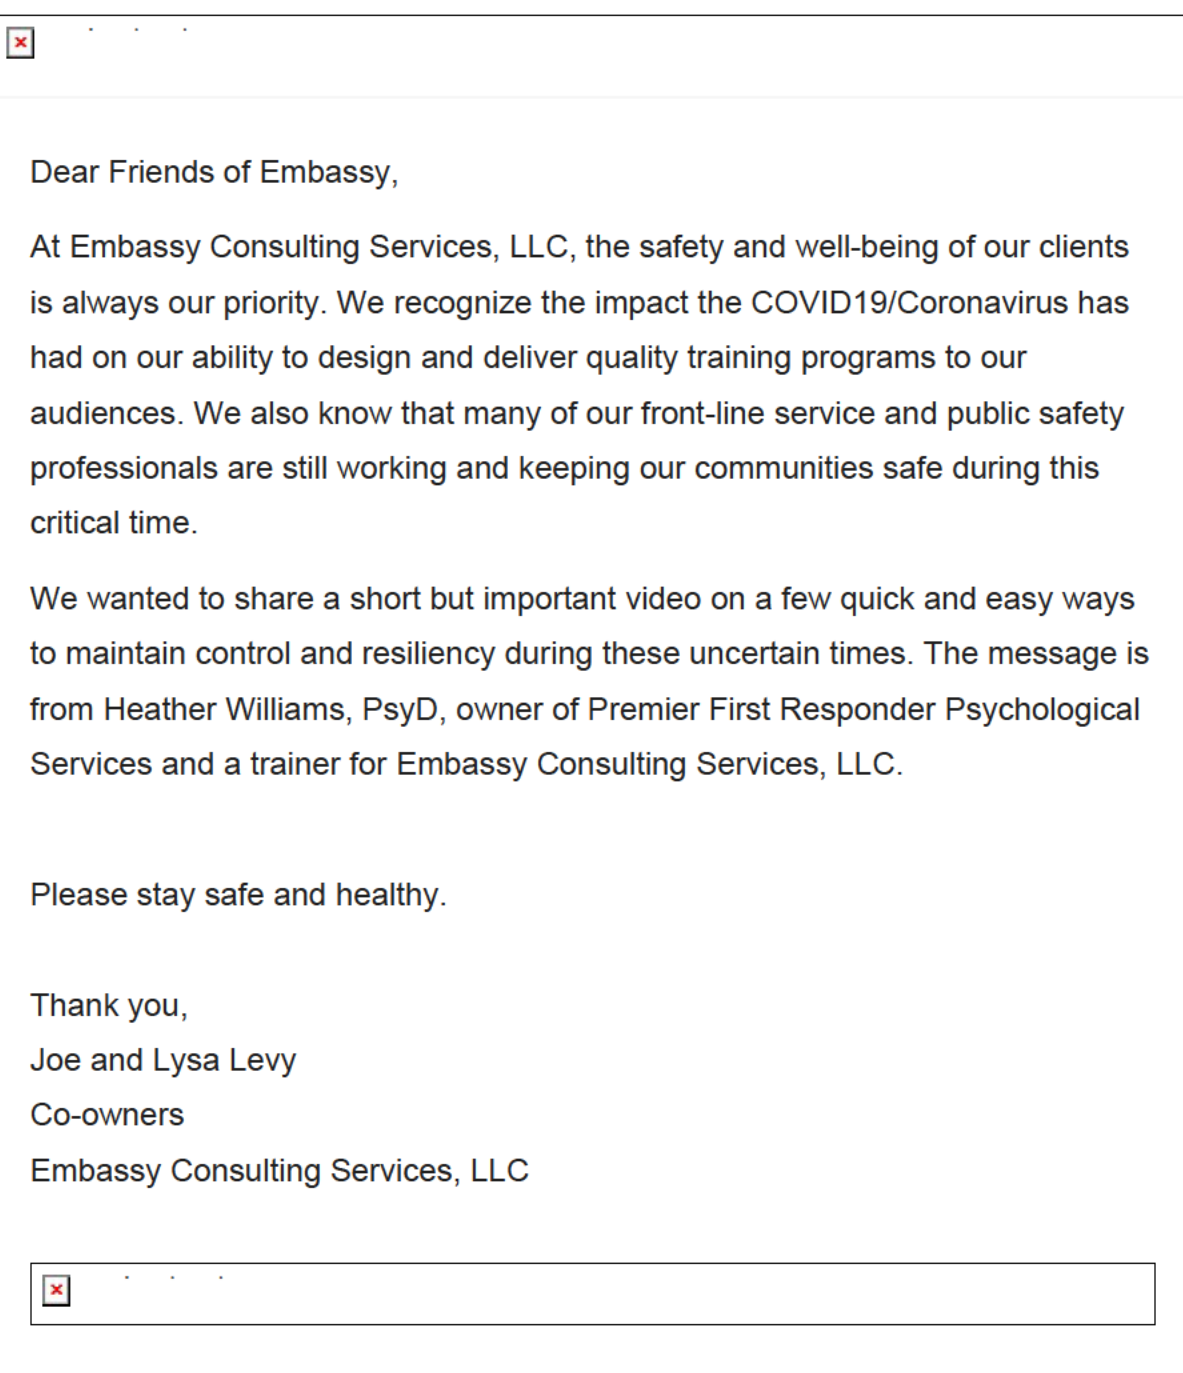 Dear Friends of Embassy,
At Embassy Consulting Services, LLC, the safety and well-being of our clients
is always our priority. We recognize the impact the COVID19/Coronavirus has
had on our ability to design and deliver quality training programs to our
audiences. We also know that many of our front-line service and public safety
professionals are still working and keeping our communities safe during this
critical time.
We wanted to share a short but important video on a few quick and easy ways
to maintain control and resiliency during these uncertain times. The message is
from Heather Williams, PsyD, owner of Premier First Responder Psychological
Services and a trainer for Embassy Consulting Services, LLC.
Please stay safe and healthy.
Thank you,
Joe and Lysa Levy
Co-owners
Embassy Consulting Services, LLC